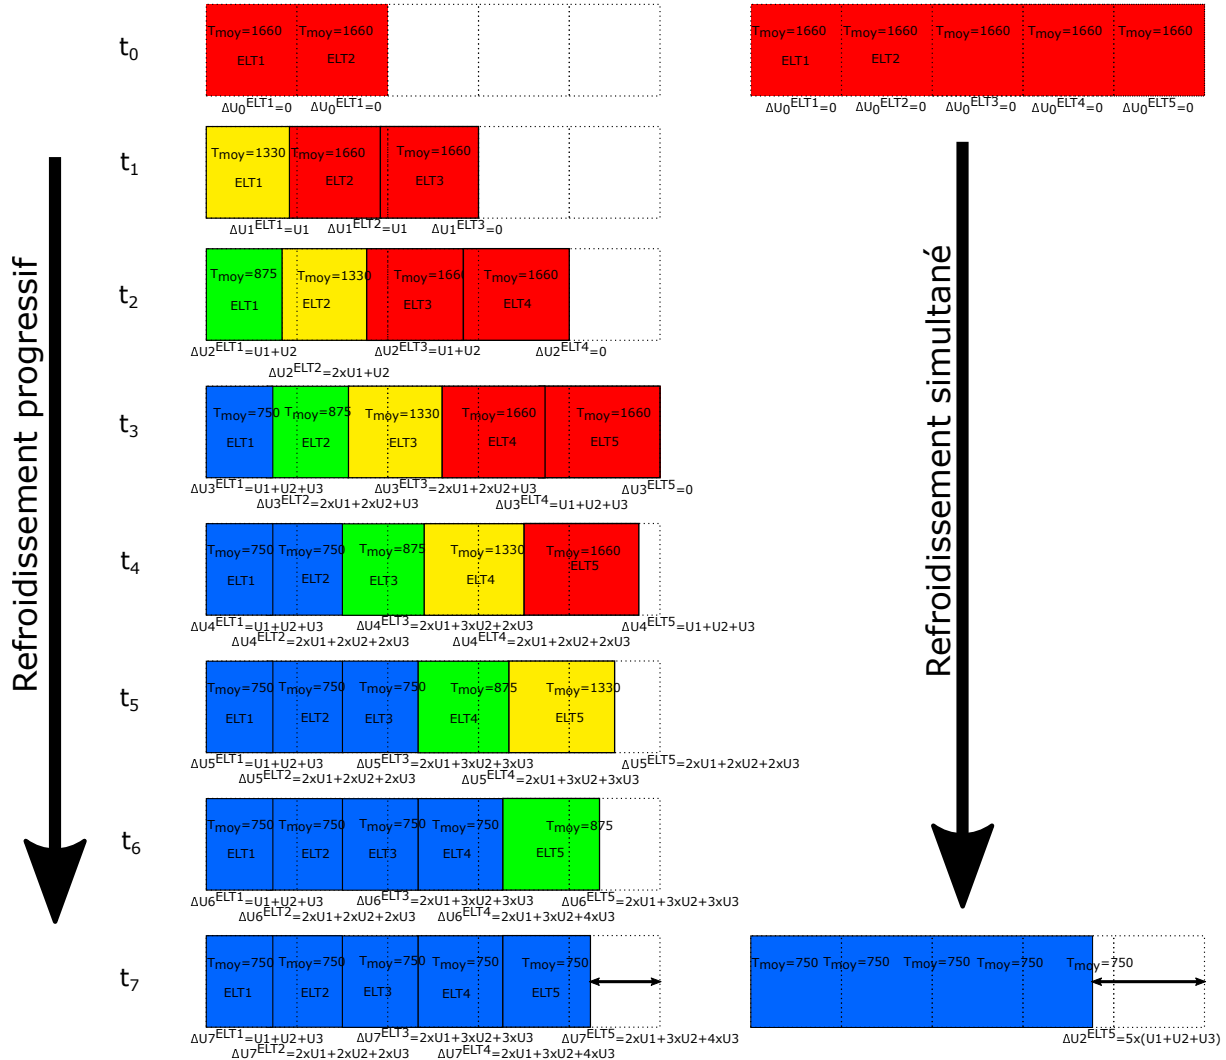 Refroidissement progressif
Refroidissement simultané
t0
Tmoy=1660 Tmoy=1660
ELT1 ELT2
ΔU0ELT1=0 ΔU0ELT1=0
Tmoy=1660 Tmoy=1660 Tmoy=1660 Tmoy=1660 Tmoy=1660
ELT1 ELT2
ΔU0ELT1=0 ΔU0ELT2=0 ΔU0ELT3=0 ΔU0ELT4=0 ΔU0ELT5=0
t1
Tmoy=1330 Tmoy=1660 Tmoy=1660
ELT1 ELT2 ELT3
ΔU1ELT1=U1 ΔU1ELT2=U1 ΔU1ELT3=0
t2
Tmoy=875 Tmoy=1330 Tmoy=1660 Tmoy=1660
ELT1 ELT2 ELT3 ELT4
ΔU2ELT1=U1+U2 ΔU2ELT3=U1+U2 ΔU2ELT4=0
ΔU2ELT2=2xU1+U2
t3
Tmoy=750 Tmoy=875 Tmoy=1330 Tmoy=1660 Tmoy=1660
ELT1 ELT2 ELT3 ELT4 ELT5
ΔU3ELT1=U1+U2+U3 ΔU3ELT3=2xU1+2xU2+U3 ΔU3ELT5=0
ΔU3ELT2=2xU1+2xU2+U3 ΔU3ELT4=U1+U2+U3
t4
Tmoy=750 Tmoy=750 Tmoy=875 Tmoy=1330 Tmoy=1660
ELT1 ELT2 ELT3 ELT4 ELT5
ΔU4ELT1=U1+U2+U3 ΔU4ELT3=2xU1+3xU2+2xU3 ΔU4ELT5=U1+U2+U3
ΔU4ELT2=2xU1+2xU2+2xU3 ΔU4ELT4=2xU1+2xU2+2xU3
t5
Tmoy=750 Tmoy=750 Tmoy=750 Tmoy=875 Tmoy=1330
ELT1 ELT2 ELT3 ELT4 ELT5
ΔU5ELT1=U1+U2+U3 ΔU5ELT3=2xU1+3xU2+3xU3 ΔU5ELT5=2xU1+2xU2+2xU3
ΔU5ELT2=2xU1+2xU2+2xU3 ΔU5ELT4=2xU1+3xU2+3xU3
t6
Tmoy=750 Tmoy=750 Tmoy=750 Tmoy=750 Tmoy=875
ELT1 ELT2 ELT3 ELT4 ELT5
ΔU6ELT1=U1+U2+U3 ΔU6ELT3=2xU1+3xU2+3xU3 ΔU6ELT5=2xU1+3xU2+3xU3
ΔU6ELT2=2xU1+2xU2+2xU3 ΔU6ELT4=2xU1+3xU2+4xU3
t7
Tmoy=750 Tmoy=750 Tmoy=750 Tmoy=750 Tmoy=750
ELT1 ELT2 ELT3 ELT4 ELT5
ΔU7ELT1=U1+U2+U3 ΔU7ELT3=2xU1+3xU2+3xU3 ΔU7ELT5=2xU1+3xU2+4xU3
ΔU7ELT2=2xU1+2xU2+2xU3 ΔU7ELT4=2xU1+3xU2+4xU3
Tmoy=750 Tmoy=750 Tmoy=750 Tmoy=750 Tmoy=750
ΔU2ELT5=5x(U1+U2+U3)